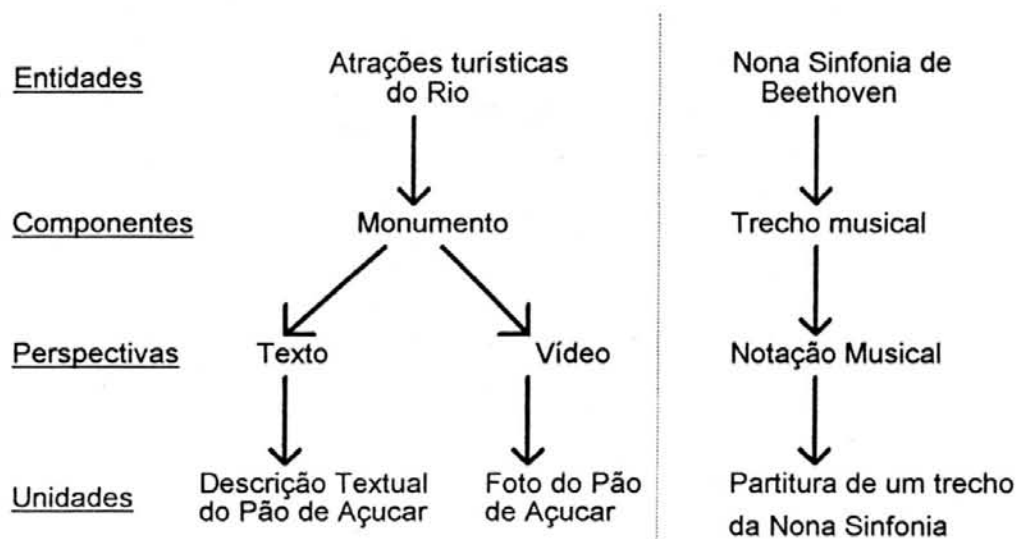 Entidades
Atrações turísticas
do Rio
Nona Sinfonia de
Beethoven
Componentes
Monumento
Trecho musical
Perspectivas
Texto
Vídeo
Notação Musical
Unidades
Descrição Textual
do Pão de Açucar
Foto do Pão
de Açucar
Partitura de um trecho
da Nona Sinfonia